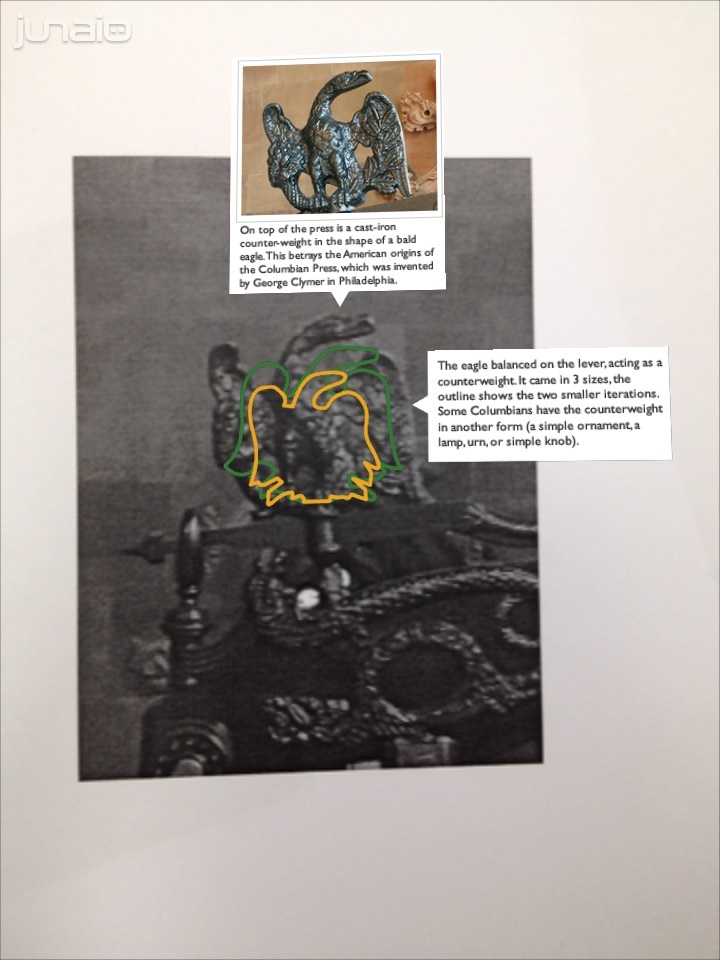 junaio
On top of the press is a cast-iron
counter-weight in the shape of a bald
eagle. This betrays the American origins of
the Columbian Press, which was invented
by George Clymer in Philadelphia.
The eagle balanced on the lever, acting as a
counterweight. It came in 3 sizes, the
outline shows the two smaller iterations.
Some Columbians have the counterweight
in another form (a simple ornament, a
lamp, urn, or simple knob).